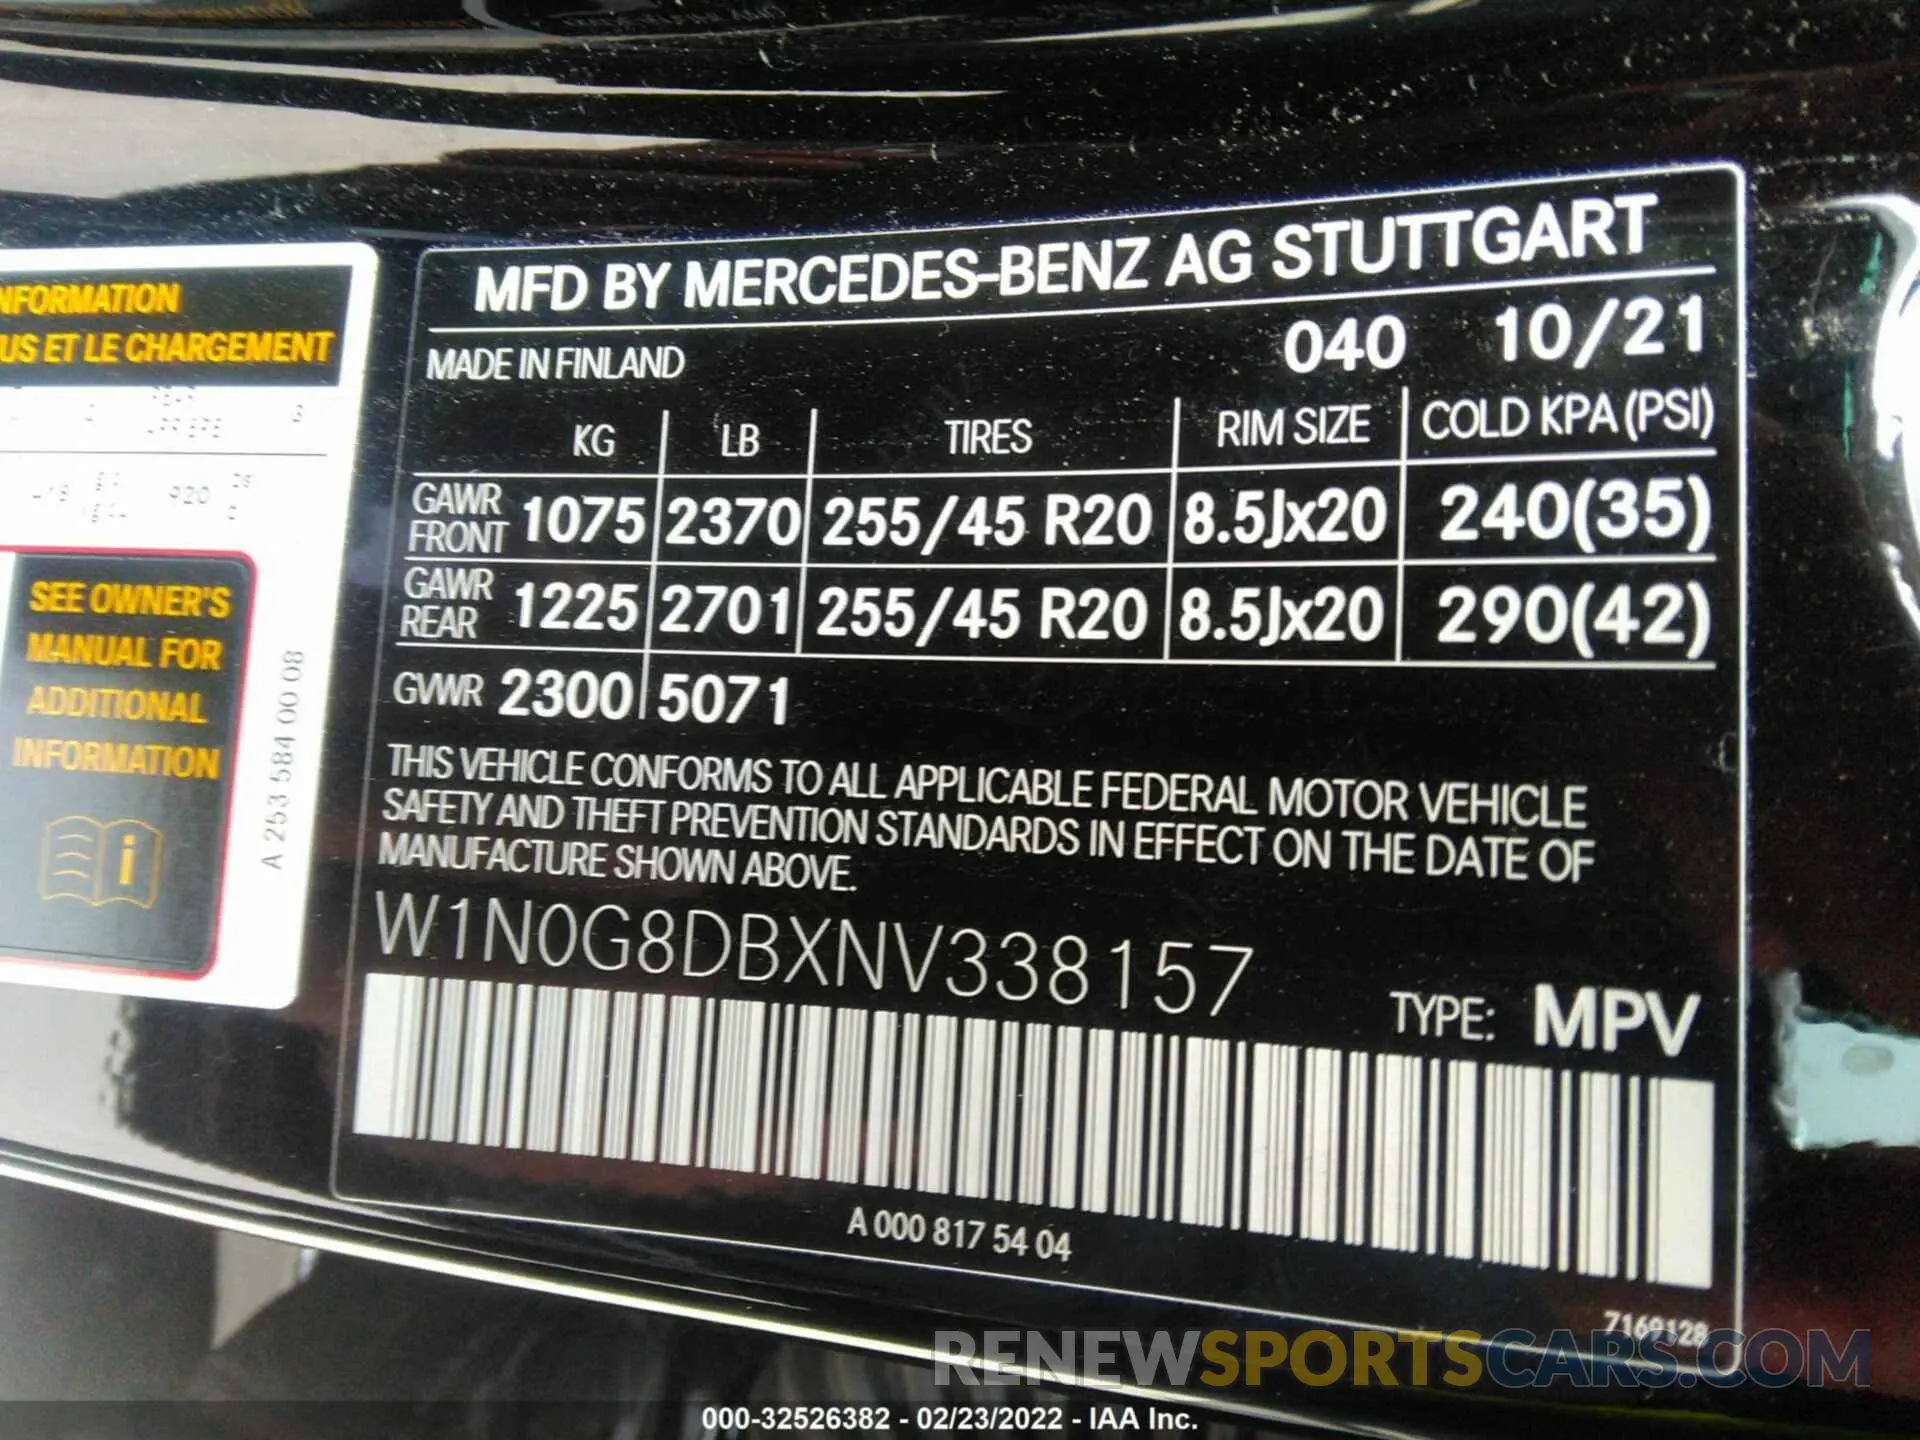 MFD BY MERCEDES-BENZ AG STUTTGART
MADE IN FINLAND 040 10/21
KG LB TIRES RIM SIZE COLD KPA (PSI)
GAWR FRONT 1075 2370 255/45 R20 8.5Jx20 240(35)
GAWR REAR 1225 2701 255/45 R20 8.5Jx20 290(42)
GVWR 2300 5071
THIS VEHICLE CONFORMS TO ALL APPLICABLE FEDERAL MOTOR VEHICLE
SAFETY AND THEFT PREVENTION STANDARDS IN EFFECT ON THE DATE OF
MANUFACTURE SHOWN ABOVE.
W1N0G8DBXNV338157
TYPE: MPV
A 000 817 54 04
7169128
NFORMATION
US ET LE CHARGEMENT
920
SEE OWNER'S
MANUAL FOR
ADDITIONAL
INFORMATION
i
A 253 584 00 08
RENEWSPORTSCARS.COM
000-32526382 - 02/23/2022 - IAA Inc.